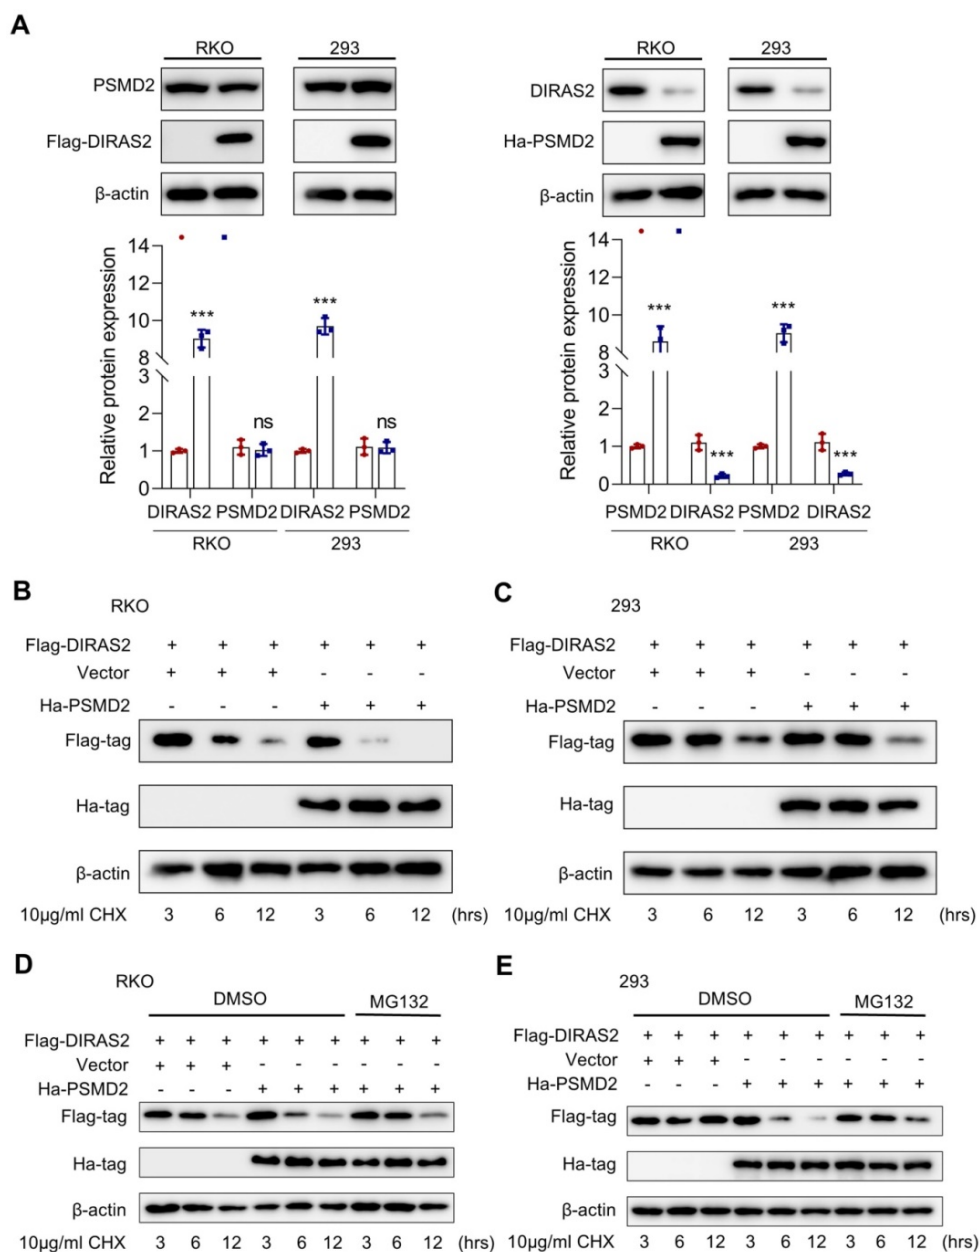 A
RKO 293
PSMD2
Flag-DIRAS2
β-actin
Relative protein expression
14
12
10
8
3
2
1
0
*** ns *** ns
DIRAS2 PSMD2 DIRAS2 PSMD2
RKO 293
RKO 293
DIRAS2
Ha-PSMD2
β-actin
Relative protein expression
14
12
10
8
3
2
1
0
*** *** *** ***
PSMD2 DIRAS2 PSMD2 DIRAS2
RKO 293
B
RKO
Flag-DIRAS2 + + + + + +
Vector + + + - - -
Ha-PSMD2 - - - + + +
Flag-tag
Ha-tag
β-actin
10μg/ml CHX 3 6 12 3 6 12 (hrs)
C
293
Flag-DIRAS2 + + + + + +
Vector + + + - - -
Ha-PSMD2 - - - + + +
Flag-tag
Ha-tag
β-actin
10μg/ml CHX 3 6 12 3 6 12 (hrs)
D
RKO
DMSO MG132
Flag-DIRAS2 + + + + + + + + +
Vector + + + - - - - - -
Ha-PSMD2 - - - + + + + + +
Flag-tag
Ha-tag
β-actin
10μg/ml CHX 3 6 12 3 6 12 3 6 12 (hrs)
E
293
DMSO MG132
Flag-DIRAS2 + + + + + + + + +
Vector + + + - - - - - -
Ha-PSMD2 - - - + + + + + +
Flag-tag
Ha-tag
β-actin
10μg/ml CHX 3 6 12 3 6 12 3 6 12 (hrs)